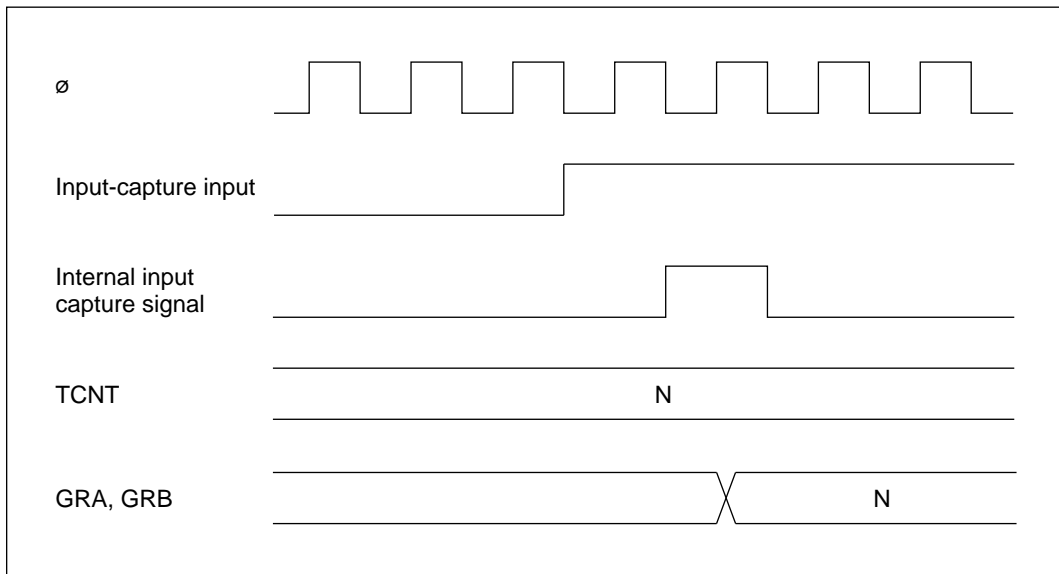 ø
Input-capture input
Internal input
capture signal
TCNT
N
GRA, GRB
N